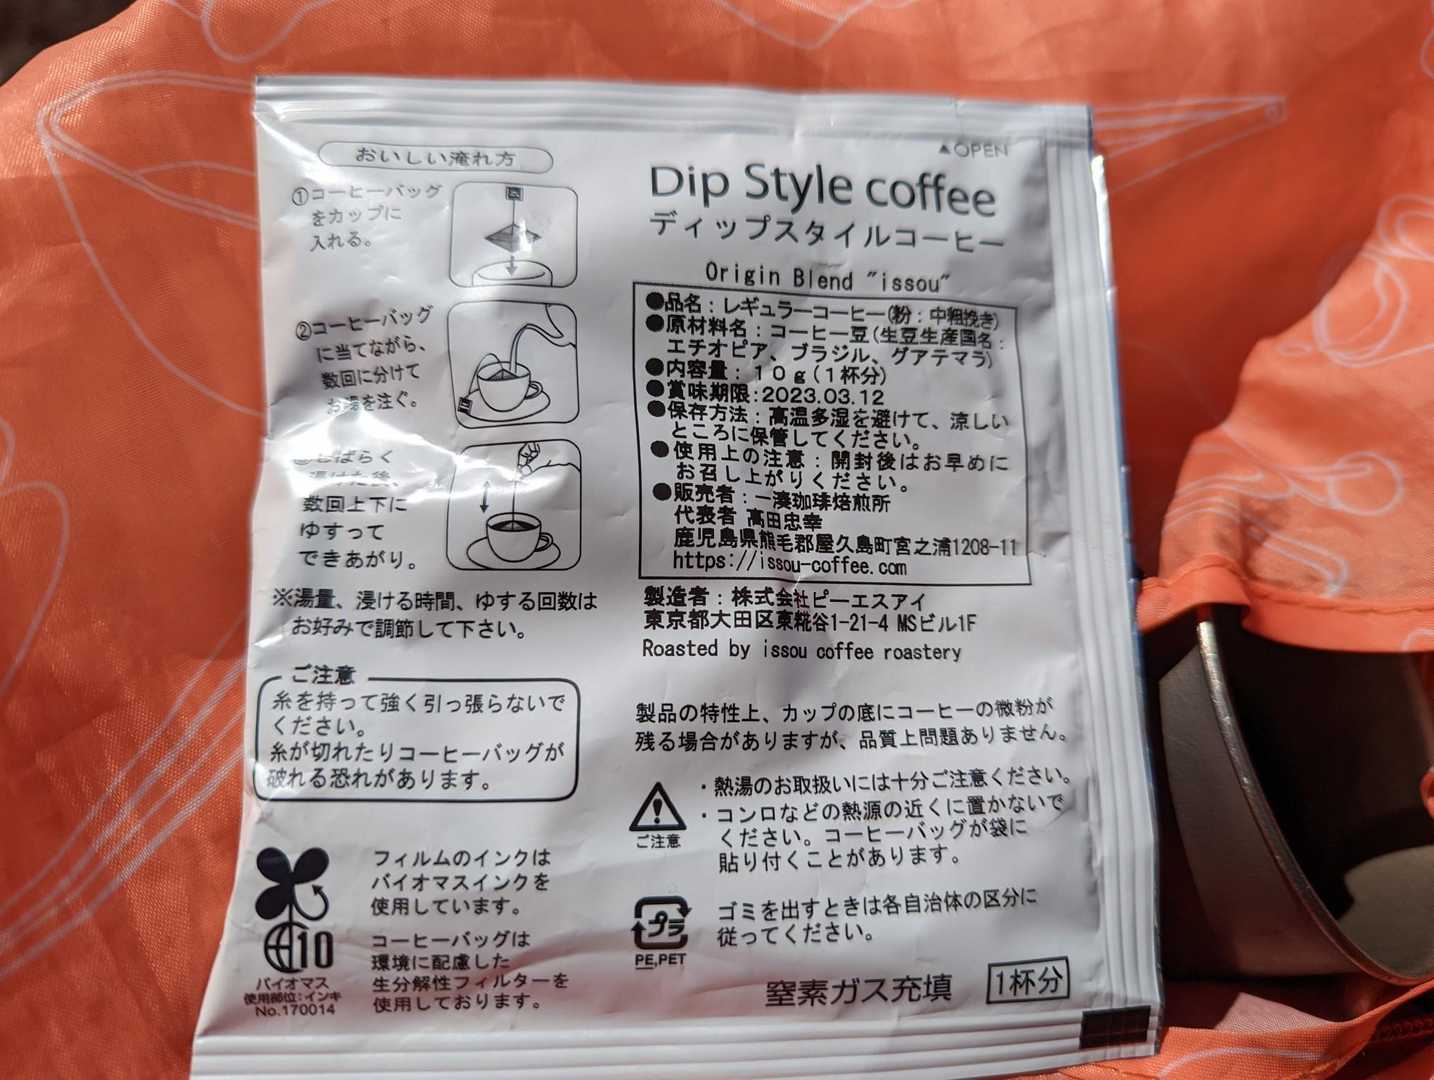 おいしい淹れ方
①コーヒーバッグ
をカップに
入れる。
②コーヒーバッグ
に当てながら、
数回に分けて
お湯を注ぐ。
しばらく
後、
数回上下に
ゆすって
できあがり。
※湯量、浸ける時間、ゆする回数は
お好みで調節して下さい。
ご注意
糸を持って強く引っ張らないで
ください。
糸が切れたりコーヒーバッグが
破れる恐れがあります。
フィルムのインクは
バイオマスインクを
使用しています。
コーヒーバッグは
環境に配慮した
生分解性フィルターを
使用しております。
10
バイオマス
使用部位:インキ
No.170014
▲OPEN
Dip Style coffee
ディップスタイルコーヒー
Origin Blend "issou"
●品名：レギュラーコーヒー(粉：中粗挽き)
●原材料名：コーヒー豆(生豆生産国名：
エチオピア、ブラジル、グアテマラ)
●内容量：１０ｇ(１杯分)
●賞味期限:2023.03.12
●保存方法：高温多湿を避けて、涼しい
ところに保管してください。
●使用上の注意：開封後はお早めに
お召し上がりください。
●販売者：一湊珈琲焙煎所
代表者 高田忠幸
鹿児島県熊毛郡屋久島町宮之浦1208-11
https://issou-coffee.com
製造者：株式会社ピーエスアイ
東京都大田区東糀谷1-21-4 MSビル1F
Roasted by issou coffee roastery
製品の特性上、カップの底にコーヒーの微粉が
残る場合がありますが、品質上問題ありません。
ご注意
・熱湯のお取扱いには十分ご注意ください。
・コンロなどの熱源の近くに置かないで
ください。コーヒーバッグが袋に
貼り付くことがあります。
プラ
PE,PET
ゴミを出すときは各自治体の区分に
従ってください。
窒素ガス充填
1杯分